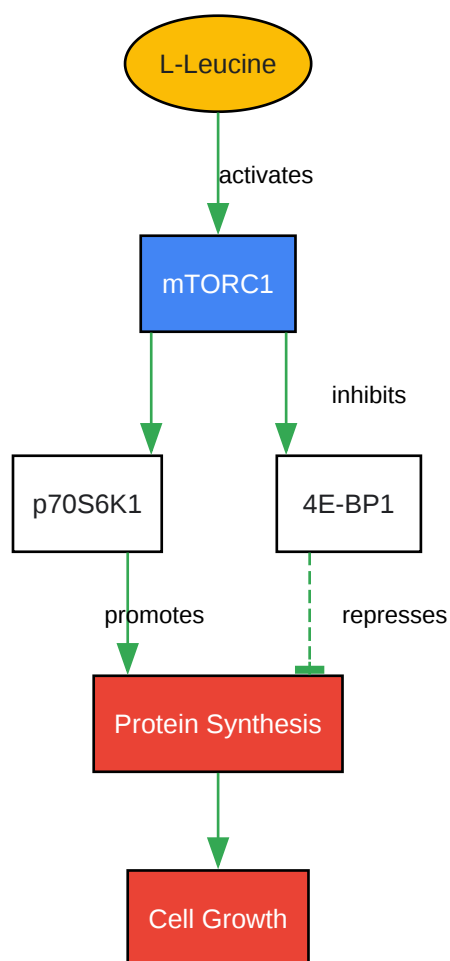 L-Leucine
activates
mTORC1
inhibits
p70S6K1
4E-BP1
promotes
represses
Protein Synthesis
Cell Growth